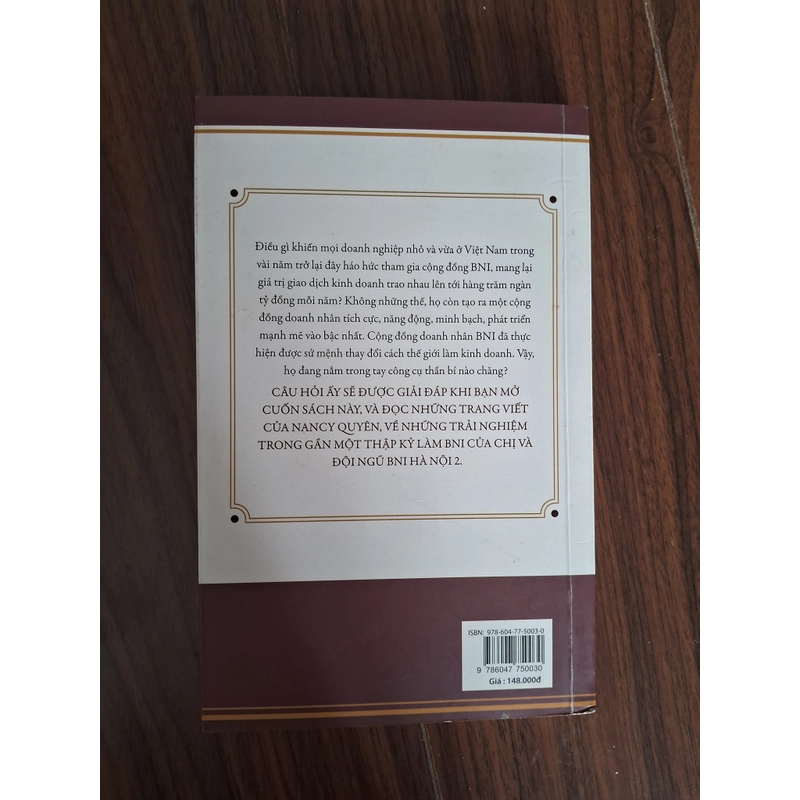 Điều gì khiến mọi doanh nghiệp nhỏ và vừa ở Việt Nam trong
vài năm trở lại đây háo hức tham gia cộng đồng BNI, mang lại
giá trị giao dịch kinh doanh trao nhau lên tới hàng trăm ngàn
tỷ đồng mỗi năm? Không những thế, họ còn tạo ra một cộng
đồng doanh nhân tích cực, năng động, minh bạch, phát triển
mạnh mẽ vào bậc nhất. Cộng đồng doanh nhân BNI đã thực
hiện được sứ mệnh thay đổi cách thế giới làm kinh doanh. Vậy,
họ đang nắm trong tay công cụ thần bí nào chăng?
CÂU HỎI ẤY SẼ ĐƯỢC GIẢI ĐÁP KHI BẠN MỞ
CUỐN SÁCH NÀY, VÀ ĐỌC NHỮNG TRANG VIẾT
CỦA NANCY QUYÊN, VỀ NHỮNG TRẢI NGHIỆM
TRONG GẦN MỘT THẬP KỶ LÀM BNI CỦA CHỊ VÀ
ĐỘI NGŨ BNI HÀ NỘI 2.
ISBN: 978-604-77-5003-0
9 786047 750030
Giá : 148.000đ